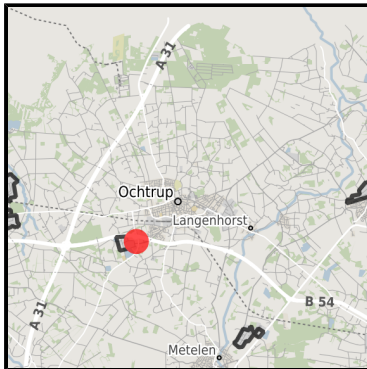 A 31
Ochtrup
Langenhorst
A 31
B 54
Metelen